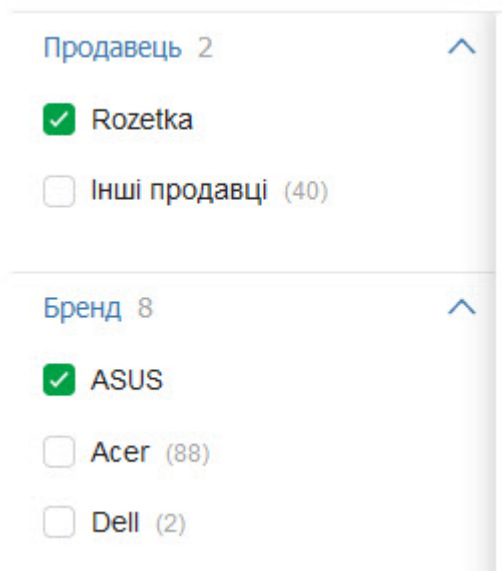 Продавець 2
Rozetka
Інші продавці (40)
Бренд 8
ASUS
Acer (88)
Dell (2)